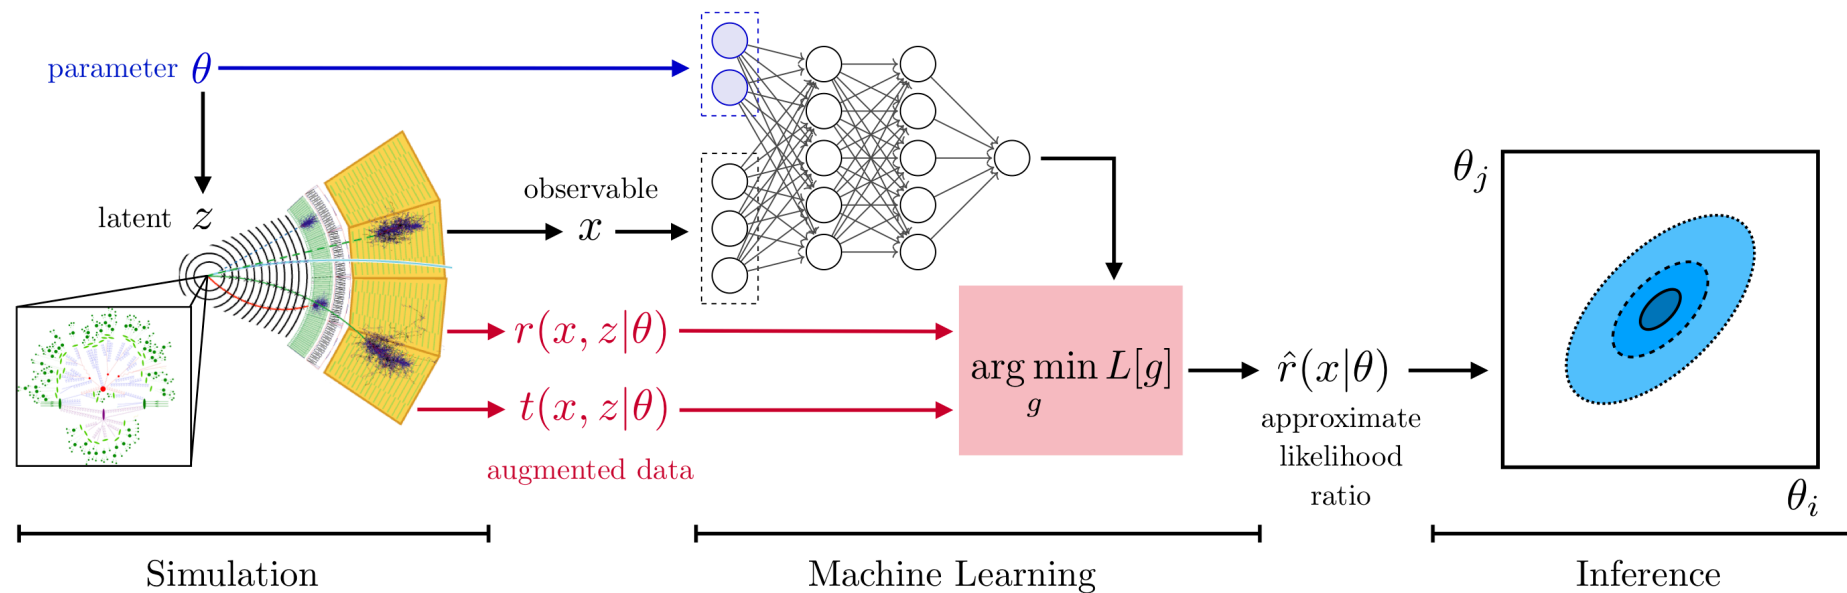 parameter θ
latent z
observable
x
r(x, z|θ)
t(x, z|θ)
augmented data
arg min L[g]
g
r̂(x|θ)
approximate
likelihood
ratio
θj
θi
Simulation
Machine Learning
Inference